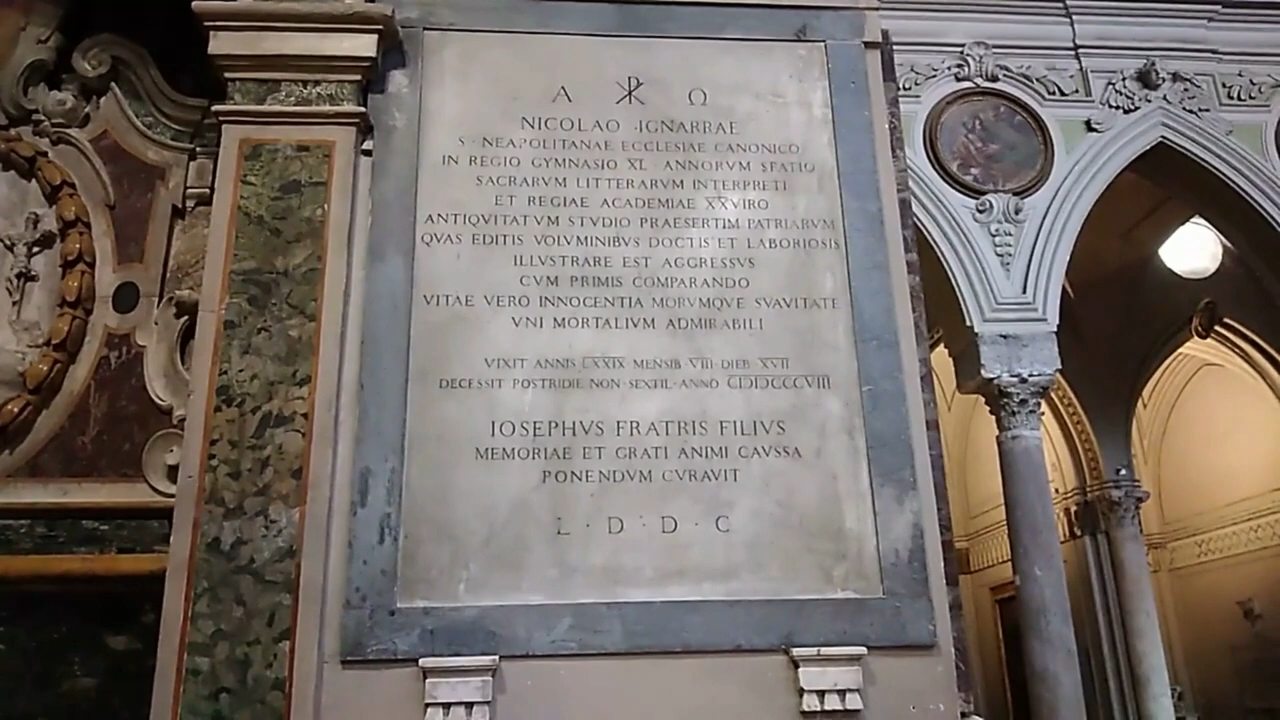 Α ☧ Ω
NICOLAO · IGNARRAE
S · NEAPOLITANAE ECCLESIAE CANONICO
IN REGIO GYMNASIO XL ANNORVM SPATIO
SACRARVM LITTERARVM INTERPRETI
ET REGIAE ACADEMIAE XXVIRO
ANTIQVITATVM STVDIO PRAESERTIM PATRIARVM
QVAS EDITIS VOLVMINIBVS DOCTIS ET LABORIOSIS
ILLVSTRARE EST AGGRESSVS
CVM PRIMIS COMPARANDO
VITAE VERO INNOCENTIA MORVMQVE SVAVITATE
VNI MORTALIVM ADMIRABILI
VIXIT ANNIS LXXIX MENSIB · VIII · DIEB · XVII
DECESSIT POSTRIDIE NON · SEXTIL · ANNO CIↃIↃCCCVIII
IOSEPHVS FRATRIS FILIVS
MEMORIAE ET GRATI ANIMI CAVSSA
PONENDVM CVRAVIT
L · D · D · C